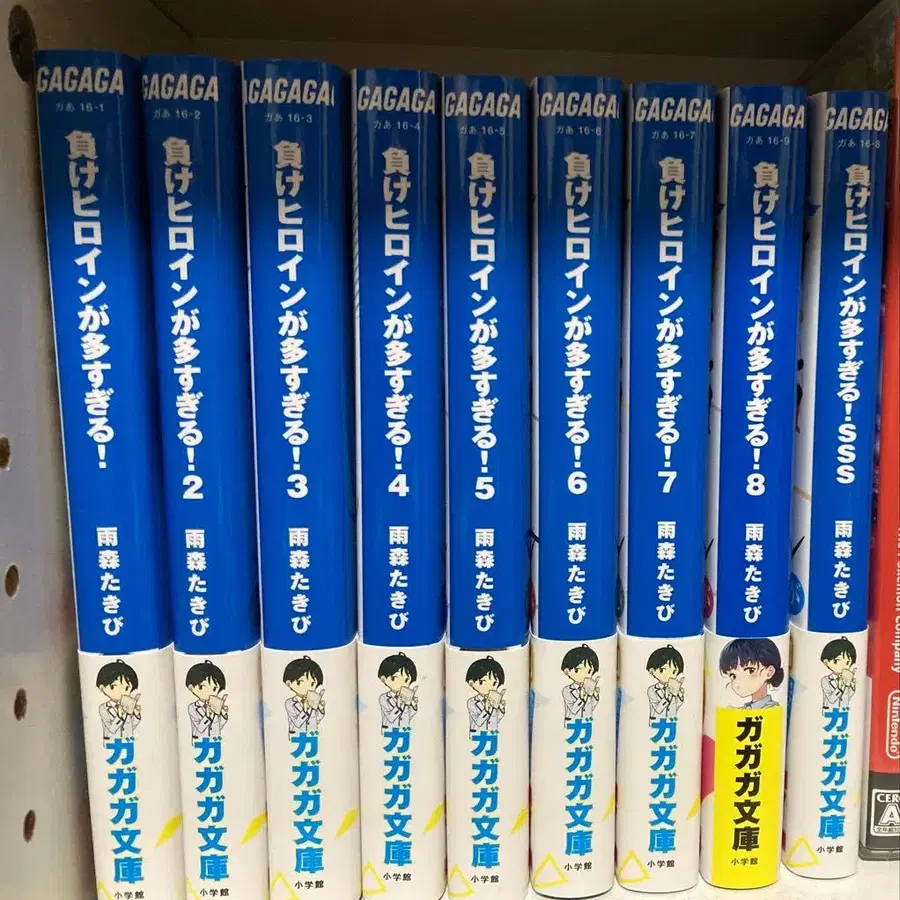 GAGAGA
ガあ 16-1
負けヒロインが多すぎる!
雨森たきび
ガガガ文庫
小学館
GAGAGA
ガあ 16-2
負けヒロインが多すぎる!2
雨森たきび
ガガガ文庫
小学館
GAGAGA
ガあ 16-3
負けヒロインが多すぎる!3
雨森たきび
ガガガ文庫
小学館
GAGAGA
ガあ 16-4
負けヒロインが多すぎる!4
雨森たきび
ガガガ文庫
小学館
GAGAGA
ガあ 16-5
負けヒロインが多すぎる!5
雨森たきび
ガガガ文庫
小学館
GAGAGA
ガあ 16-6
負けヒロインが多すぎる!6
雨森たきび
ガガガ文庫
小学館
GAGAGA
ガあ 16-7
負けヒロインが多すぎる!7
雨森たきび
ガガガ文庫
小学館
GAGAGA
ガあ 16-9
負けヒロインが多すぎる!8
雨森たきび
ガガガ文庫
小学館
GAGAGA
ガあ 16-8
負けヒロインが多すぎる!SSS
雨森たきび
ガガガ文庫
小学館
Company
Nintendo
CERO
A